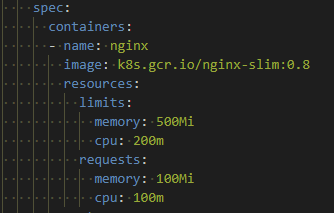 spec:
containers:
- name: nginx
image: k8s.gcr.io/nginx-slim:0.8
resources:
limits:
memory: 500Mi
cpu: 200m
requests:
memory: 100Mi
cpu: 100m